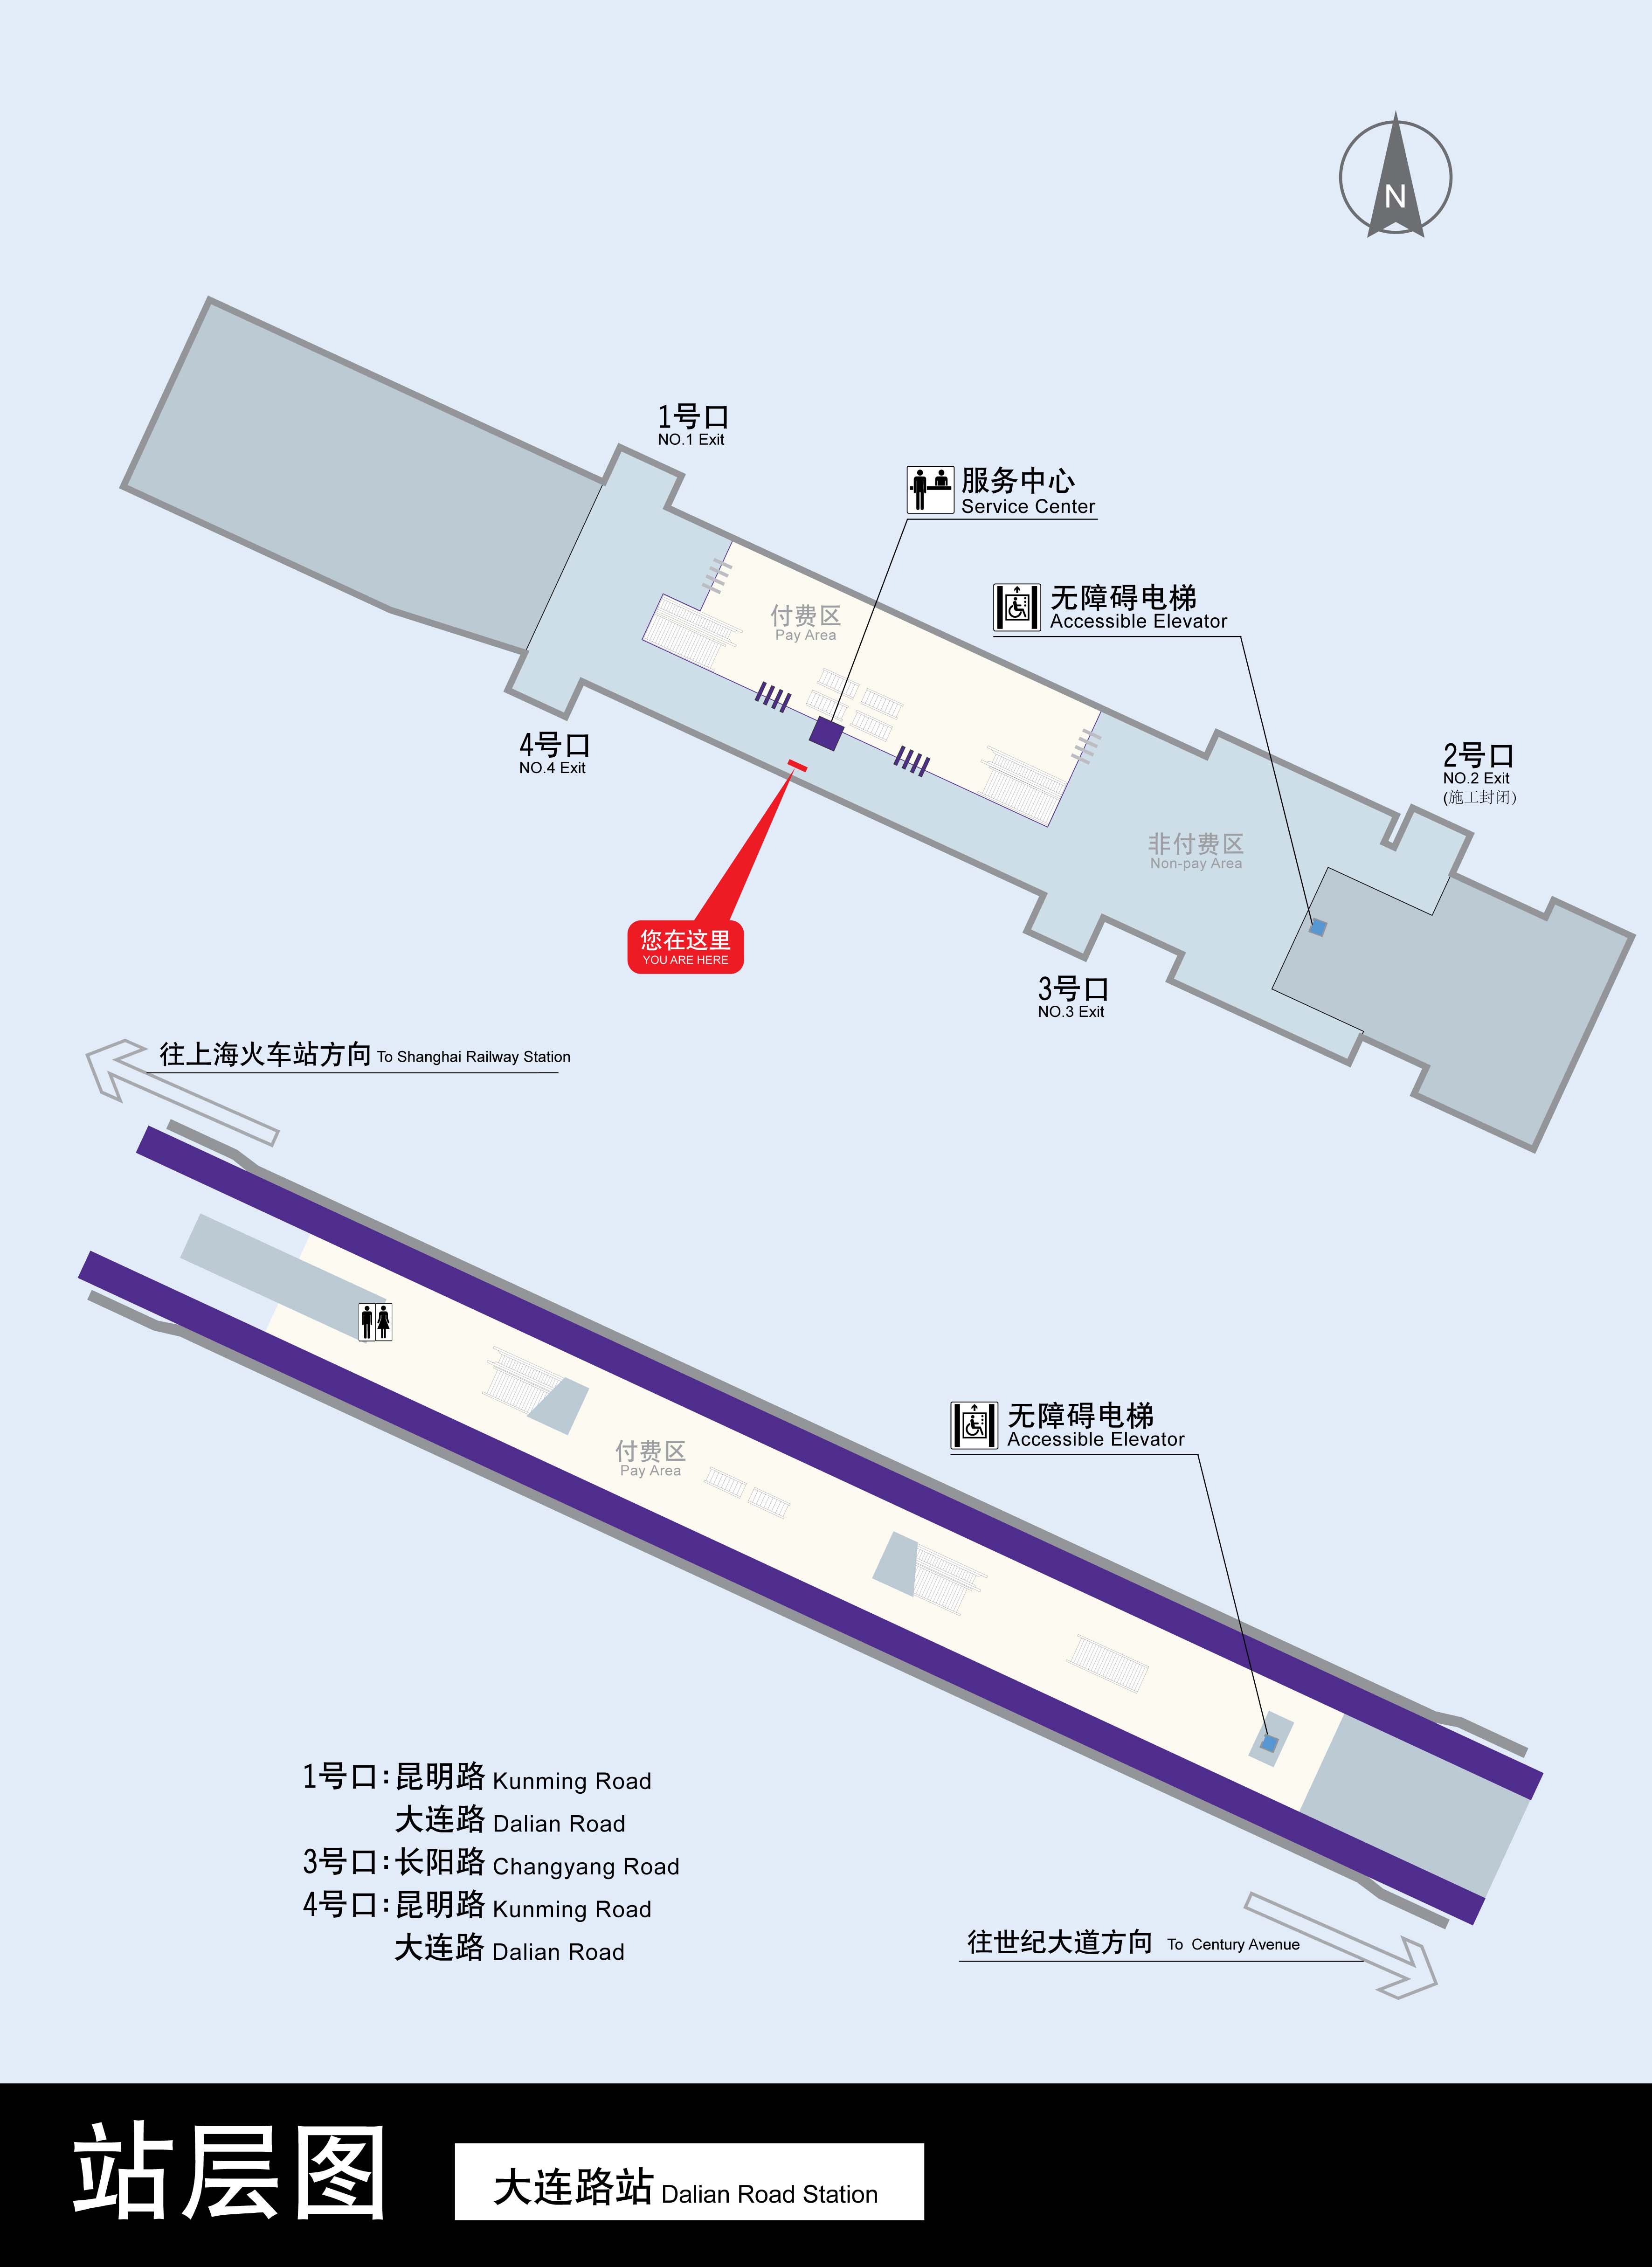 N
1号口
NO.1 Exit
服务中心
Service Center
无障碍电梯
Accessible Elevator
付费区
Pay Area
4号口
NO.4 Exit
2号口
NO.2 Exit
(施工封闭)
非付费区
Non-pay Area
您在这里
YOU ARE HERE
3号口
NO.3 Exit
往上海火车站方向 To Shanghai Railway Station
无障碍电梯
Accessible Elevator
付费区
Pay Area
1号口:昆明路 Kunming Road
大连路 Dalian Road
3号口:长阳路 Changyang Road
4号口:昆明路 Kunming Road
大连路 Dalian Road
往世纪大道方向 To Century Avenue
站层图
大连路站 Dalian Road Station